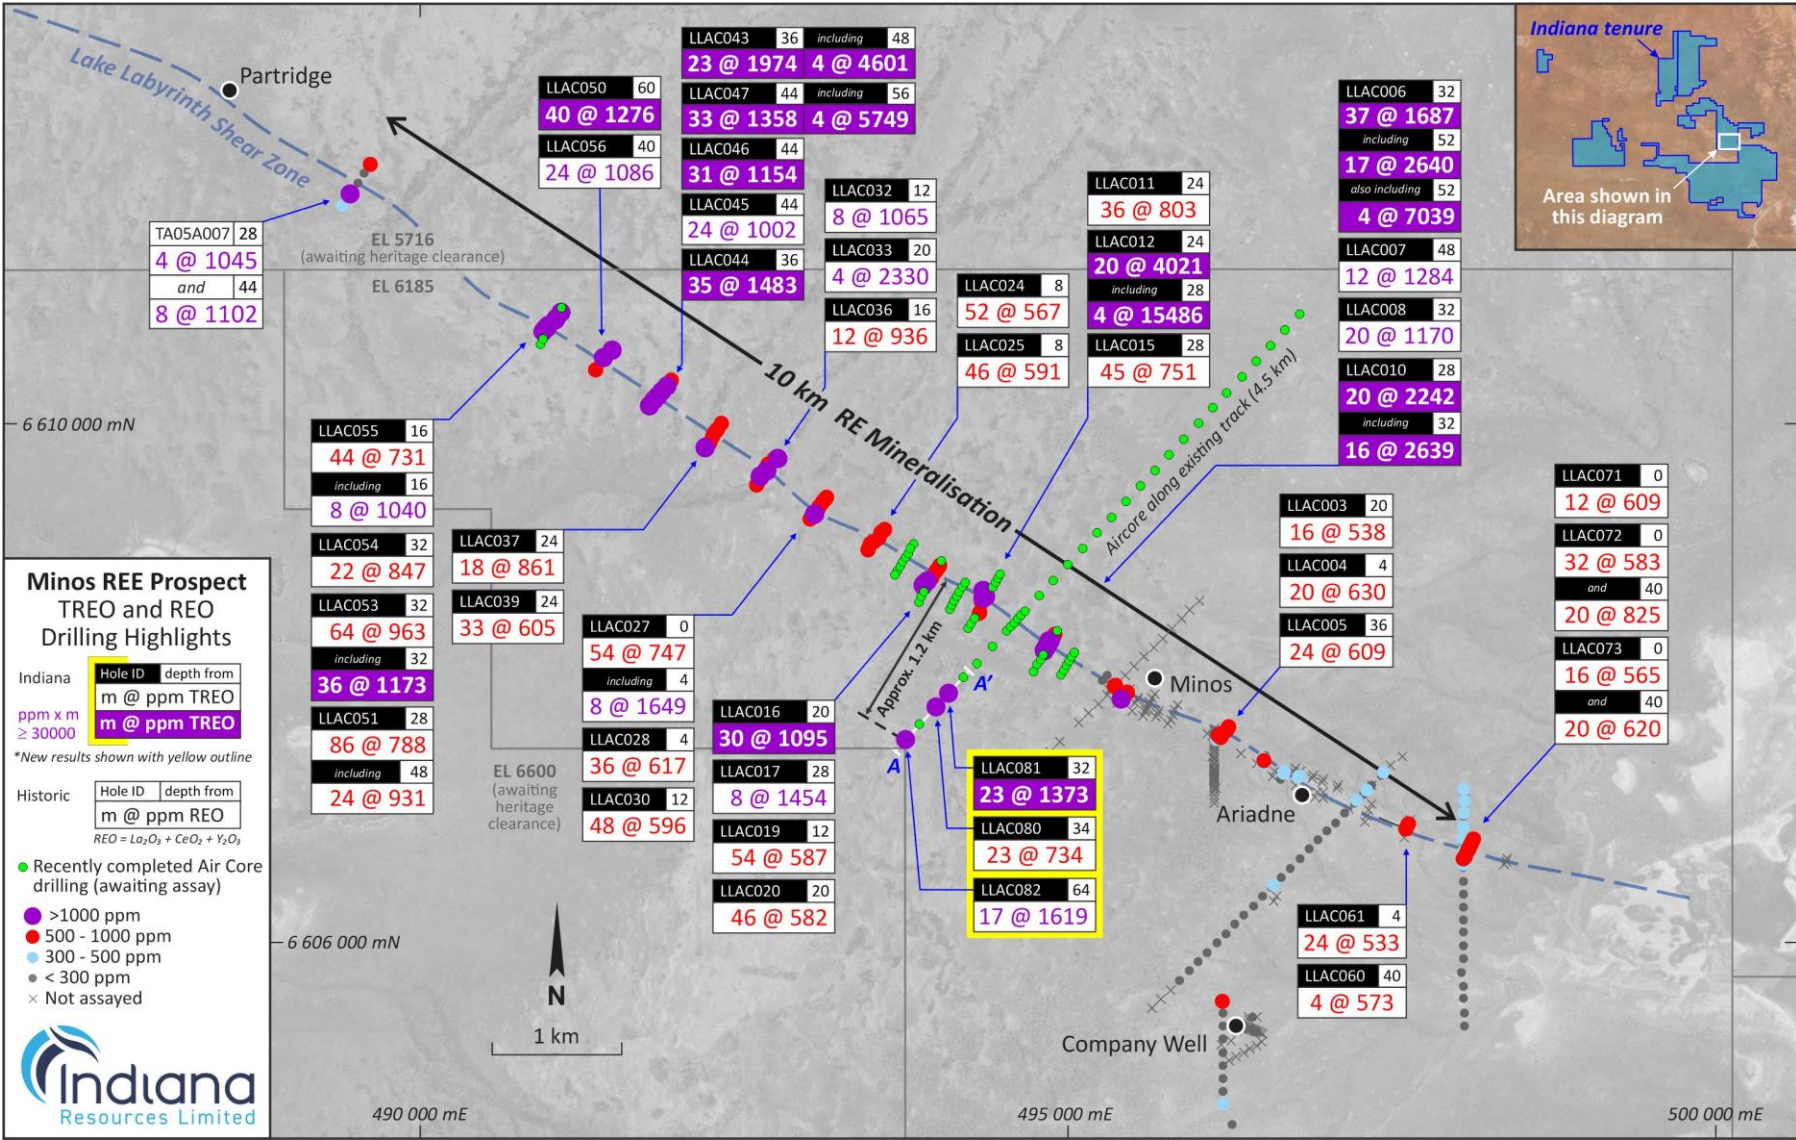 Lake Labyrinth Shear Zone
Partridge
TA05A007 28
4 @ 1045
and 44
8 @ 1102
EL 5716
(awaiting heritage clearance)
EL 6185
LLAC050 60
40 @ 1276
LLAC056 40
24 @ 1086
LLAC043 36 including 48
23 @ 1974 4 @ 4601
LLAC047 44 including 56
33 @ 1358 4 @ 5749
LLAC046 44
31 @ 1154
LLAC045 44
24 @ 1002
LLAC044 36
35 @ 1483
LLAC032 12
8 @ 1065
LLAC033 20
4 @ 2330
LLAC036 16
12 @ 936
LLAC024 8
52 @ 567
LLAC025 8
46 @ 591
LLAC011 24
36 @ 803
LLAC012 24
20 @ 4021
including 28
4 @ 15486
LLAC015 28
45 @ 751
LLAC006 32
37 @ 1687
including 52
17 @ 2640
also including 52
4 @ 7039
LLAC007 48
12 @ 1284
LLAC008 32
20 @ 1170
LLAC010 28
20 @ 2242
including 32
16 @ 2639
Indiana tenure
Area shown in
this diagram
10 km RE Mineralisation
Aircore along existing track (4.5 km)
6 610 000 mN
LLAC055 16
44 @ 731
including 16
8 @ 1040
LLAC054 32
22 @ 847
LLAC053 32
64 @ 963
including 32
36 @ 1173
LLAC051 28
86 @ 788
including 48
24 @ 931
LLAC037 24
18 @ 861
LLAC039 24
33 @ 605
LLAC027 0
54 @ 747
including 4
8 @ 1649
LLAC028 4
36 @ 617
LLAC030 12
48 @ 596
EL 6600
(awaiting
heritage
clearance)
LLAC016 20
30 @ 1095
LLAC017 28
8 @ 1454
LLAC019 12
54 @ 587
LLAC020 20
46 @ 582
Approx. 1.2 km
A'
A
LLAC081 32
23 @ 1373
LLAC080 34
23 @ 734
LLAC082 64
17 @ 1619
Minos
Ariadne
Company Well
LLAC003 20
16 @ 538
LLAC004 4
20 @ 630
LLAC005 36
24 @ 609
LLAC071 0
12 @ 609
LLAC072 0
32 @ 583
and 40
20 @ 825
LLAC073 0
16 @ 565
and 40
20 @ 620
LLAC061 4
24 @ 533
LLAC060 40
4 @ 573
Minos REE Prospect
TREO and REO
Drilling Highlights
Indiana
Hole ID depth from
m @ ppm TREO
ppm x m
≥ 30000
m @ ppm TREO
*New results shown with yellow outline
Historic
Hole ID depth from
m @ ppm REO
REO = La₂O₃ + CeO₂ + Y₂O₃
Recently completed Air Core
drilling (awaiting assay)
>1000 ppm
500 - 1000 ppm
300 - 500 ppm
< 300 ppm
Not assayed
Indiana
Resources Limited
6 606 000 mN
N
1 km
490 000 mE
495 000 mE
500 000 mE